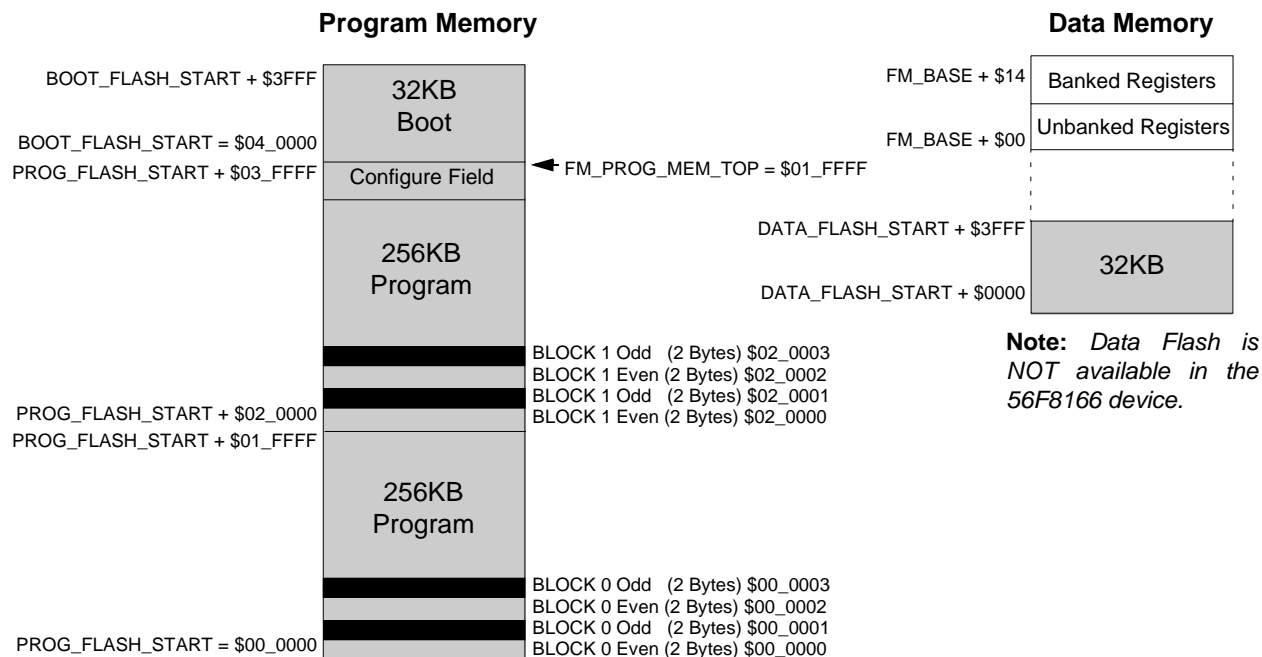 Program Memory
BOOT_FLASH_START + $3FFF
32KB
Boot
BOOT_FLASH_START = $04_0000
PROG_FLASH_START + $03_FFFF
Configure Field
FM_PROG_MEM_TOP = $01_FFFF
256KB
Program
BLOCK 1 Odd (2 Bytes) $02_0003
BLOCK 1 Even (2 Bytes) $02_0002
BLOCK 1 Odd (2 Bytes) $02_0001
PROG_FLASH_START + $02_0000
BLOCK 1 Even (2 Bytes) $02_0000
PROG_FLASH_START + $01_FFFF
256KB
Program
BLOCK 0 Odd (2 Bytes) $00_0003
BLOCK 0 Even (2 Bytes) $00_0002
BLOCK 0 Odd (2 Bytes) $00_0001
PROG_FLASH_START = $00_0000
BLOCK 0 Even (2 Bytes) $00_0000
Data Memory
FM_BASE + $14
Banked Registers
Unbanked Registers
FM_BASE + $00
DATA_FLASH_START + $3FFF
32KB
DATA_FLASH_START + $0000
Note: Data Flash is
NOT available in the
56F8166 device.